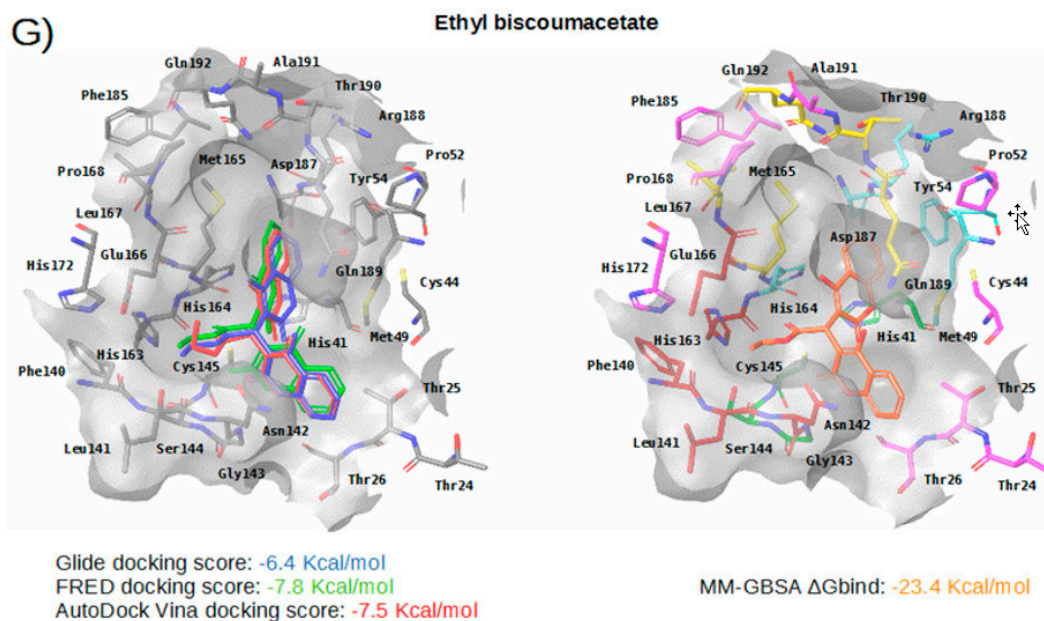 G)
Ethyl biscoumacetate
Gln192
Ala191
Thr190
Phe185
Arg188
Met165
Asp187
Pro52
Pro168
Tyr54
Leu167
Glu166
Gln189
His172
Cys44
His164
His163
His41
Met49
Phe140
Cys145
Thr25
Asn142
Leu141
Ser144
Gly143
Thr26
Thr24
Gln192
Ala191
Thr190
Phe185
Arg188
Met165
Pro52
Pro168
Tyr54
Leu167
Asp187
Glu166
His172
Gln189
Cys44
His164
His163
His41
Met49
Phe140
Cys145
Thr25
Asn142
Leu141
Ser144
Gly143
Thr26
Thr24
Glide docking score: -6.4 Kcal/mol
FRED docking score: -7.8 Kcal/mol
AutoDock Vina docking score: -7.5 Kcal/mol
MM-GBSA ΔGbind: -23.4 Kcal/mol